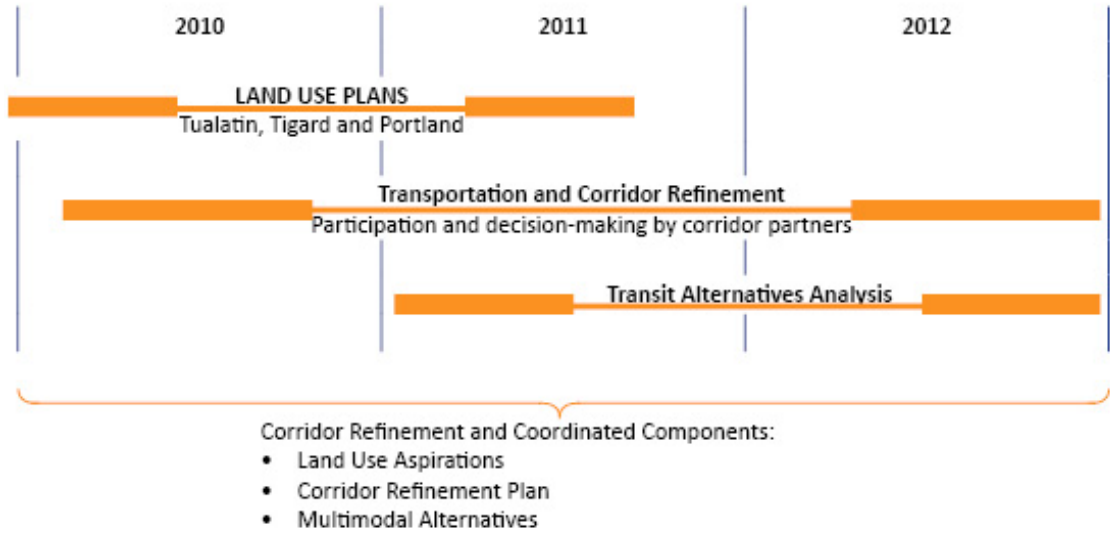 2010 2011 2012
LAND USE PLANS
Tualatin, Tigard and Portland
Transportation and Corridor Refinement
Participation and decision-making by corridor partners
Transit Alternatives Analysis
Corridor Refinement and Coordinated Components:
• Land Use Aspirations
• Corridor Refinement Plan
• Multimodal Alternatives